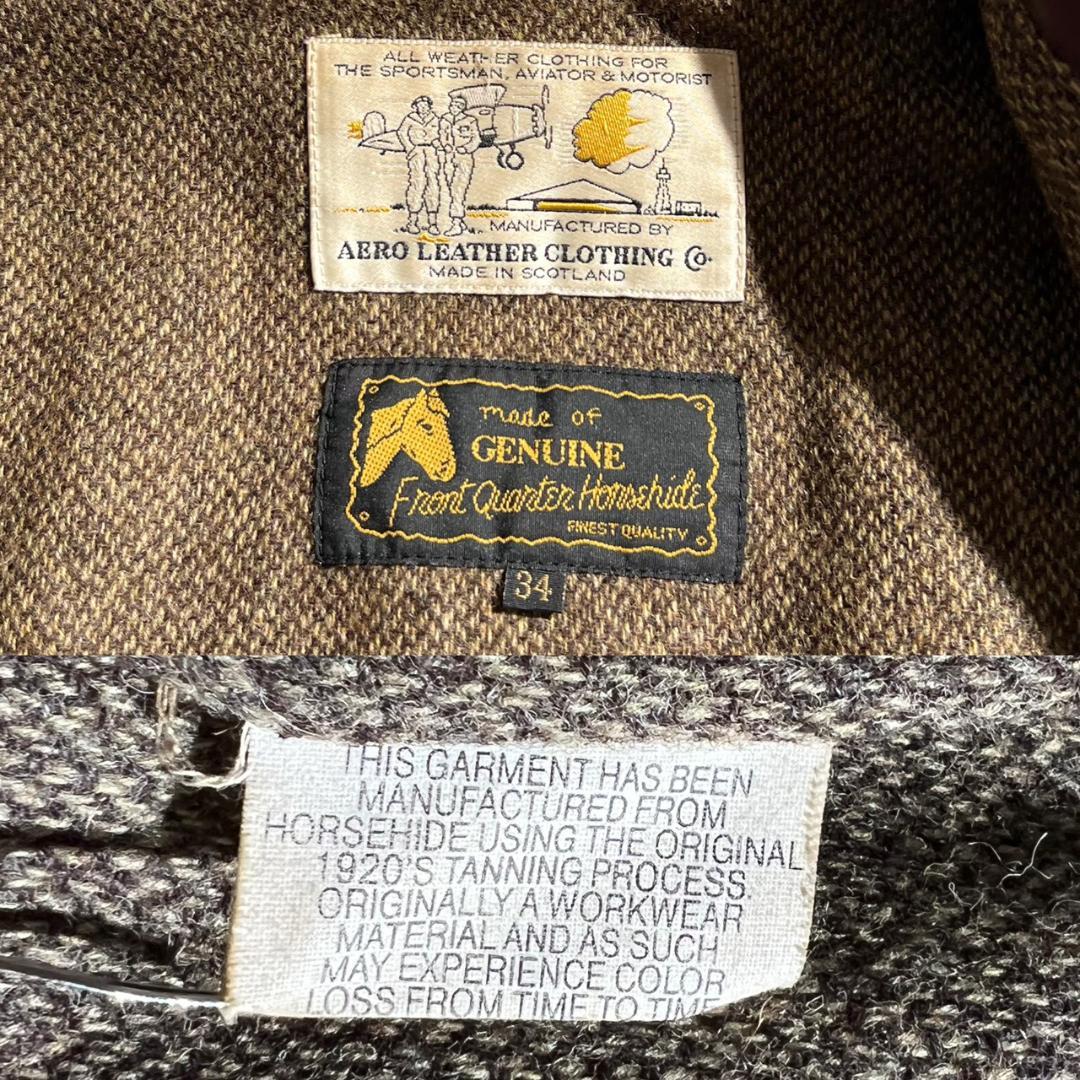 ALL WEATHER CLOTHING FOR
THE SPORTSMAN, AVIATOR & MOTORIST
MANUFACTURED BY
AERO LEATHER CLOTHING Co.
MADE IN SCOTLAND
made of
GENUINE
Front Quarter Horsehide
FINEST QUALITY
34
THIS GARMENT HAS BEEN
MANUFACTURED FROM
HORSEHIDE USING THE ORIGINAL
1920'S TANNING PROCESS.
ORIGINALLY A WORKWEAR
MATERIAL AND AS SUCH
MAY EXPERIENCE COLOR
LOSS FROM TIME TO TIME